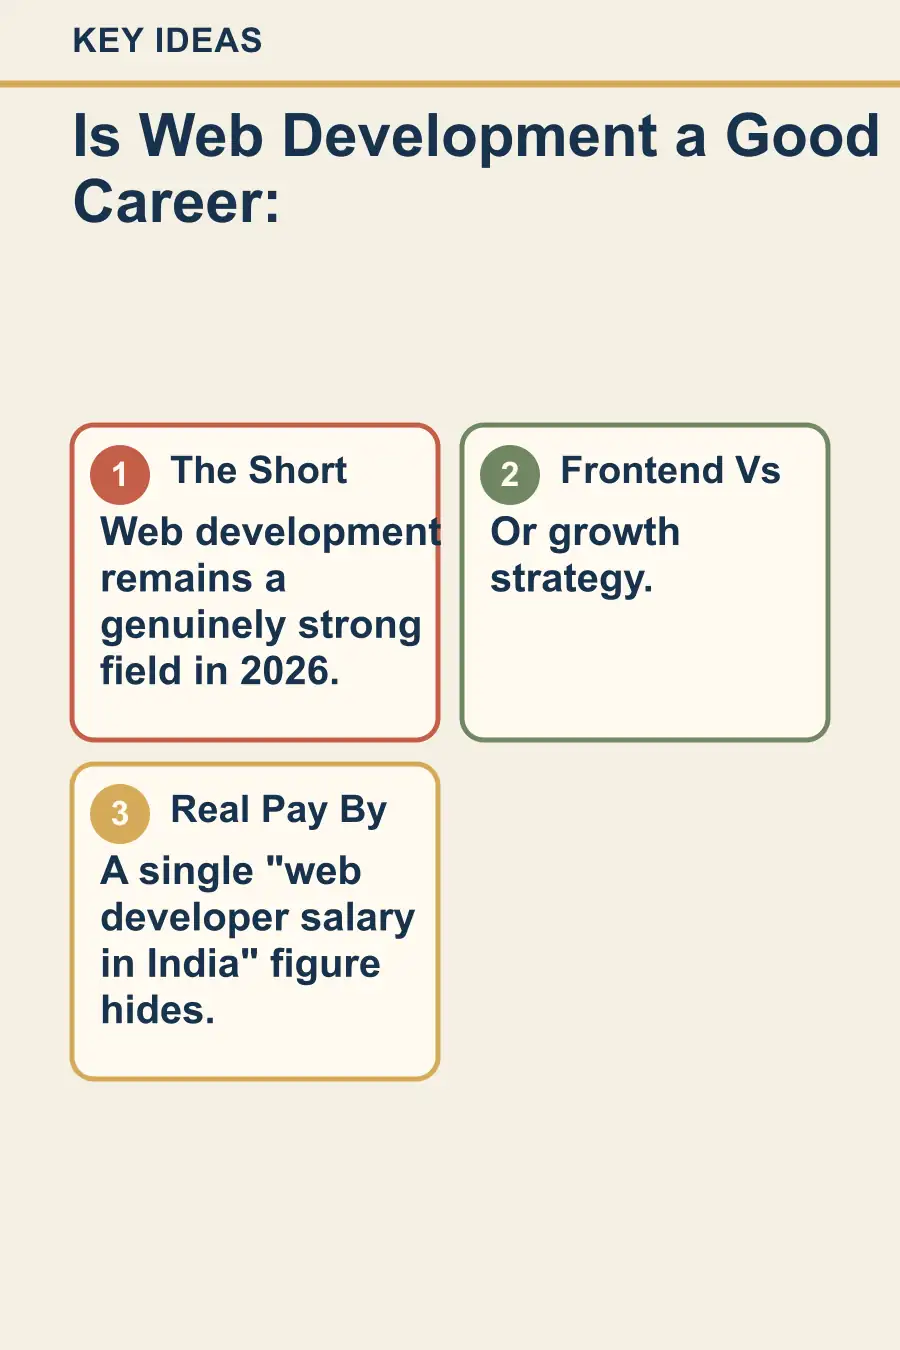 KEY IDEAS
Is Web Development a Good
Career:
1 The Short
Web development
remains a
genuinely strong
field in 2026.
2 Frontend Vs
Or growth
strategy.
3 Real Pay By
A single "web
developer salary
in India" figure
hides.